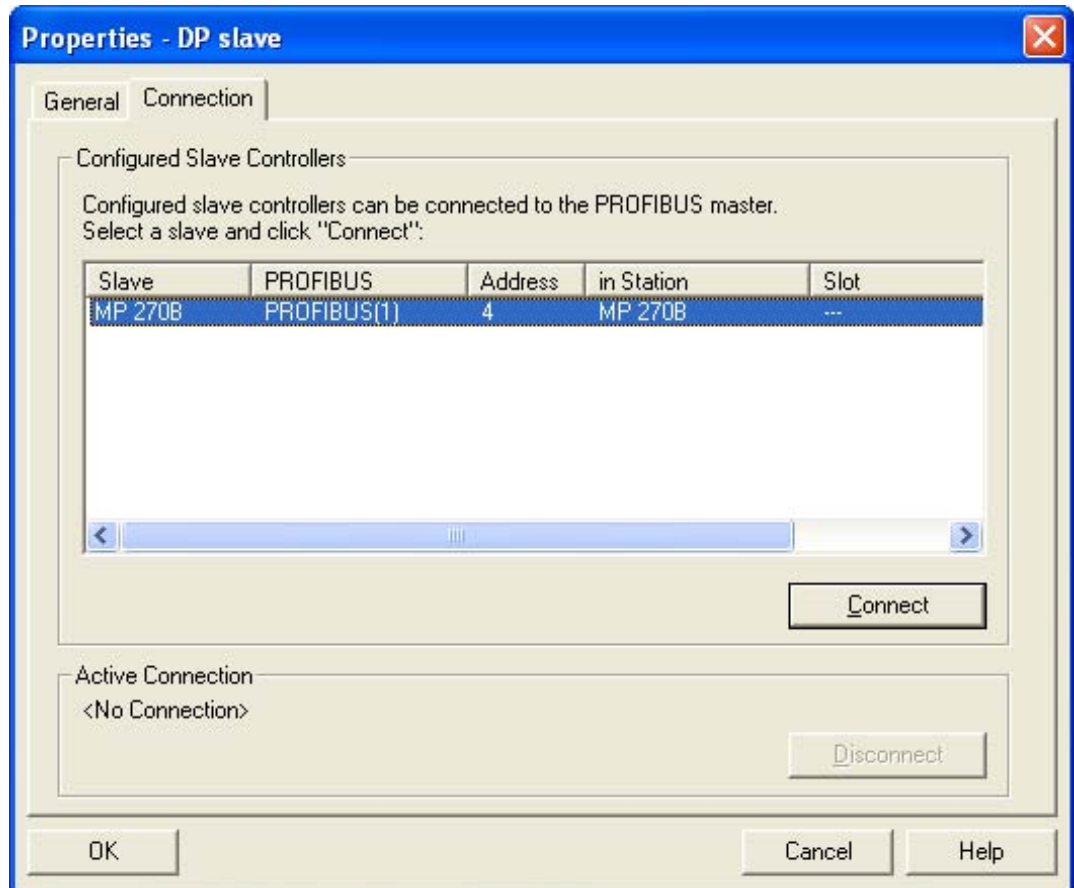 Properties - DP slave
General Connection
Configured Slave Controllers
Configured slave controllers can be connected to the PROFIBUS master.
Select a slave and click "Connect":
Slave PROFIBUS Address in Station Slot
MP 270B PROFIBUS(1) 4 MP 270B ---
Connect
Active Connection
<No Connection>
Disconnect
OK Cancel Help